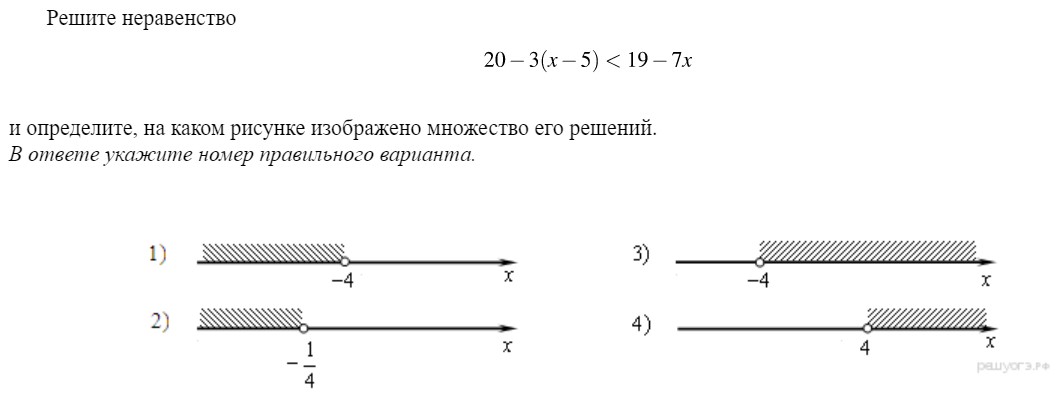 Решите неравенство
20 − 3(x − 5) < 19 − 7x
и определите, на каком рисунке изображено множество его решений.
В ответе укажите номер правильного варианта.
1)
−4
x
2)
− 1/4
x
3)
−4
x
4)
4
x
решуогэ.рф